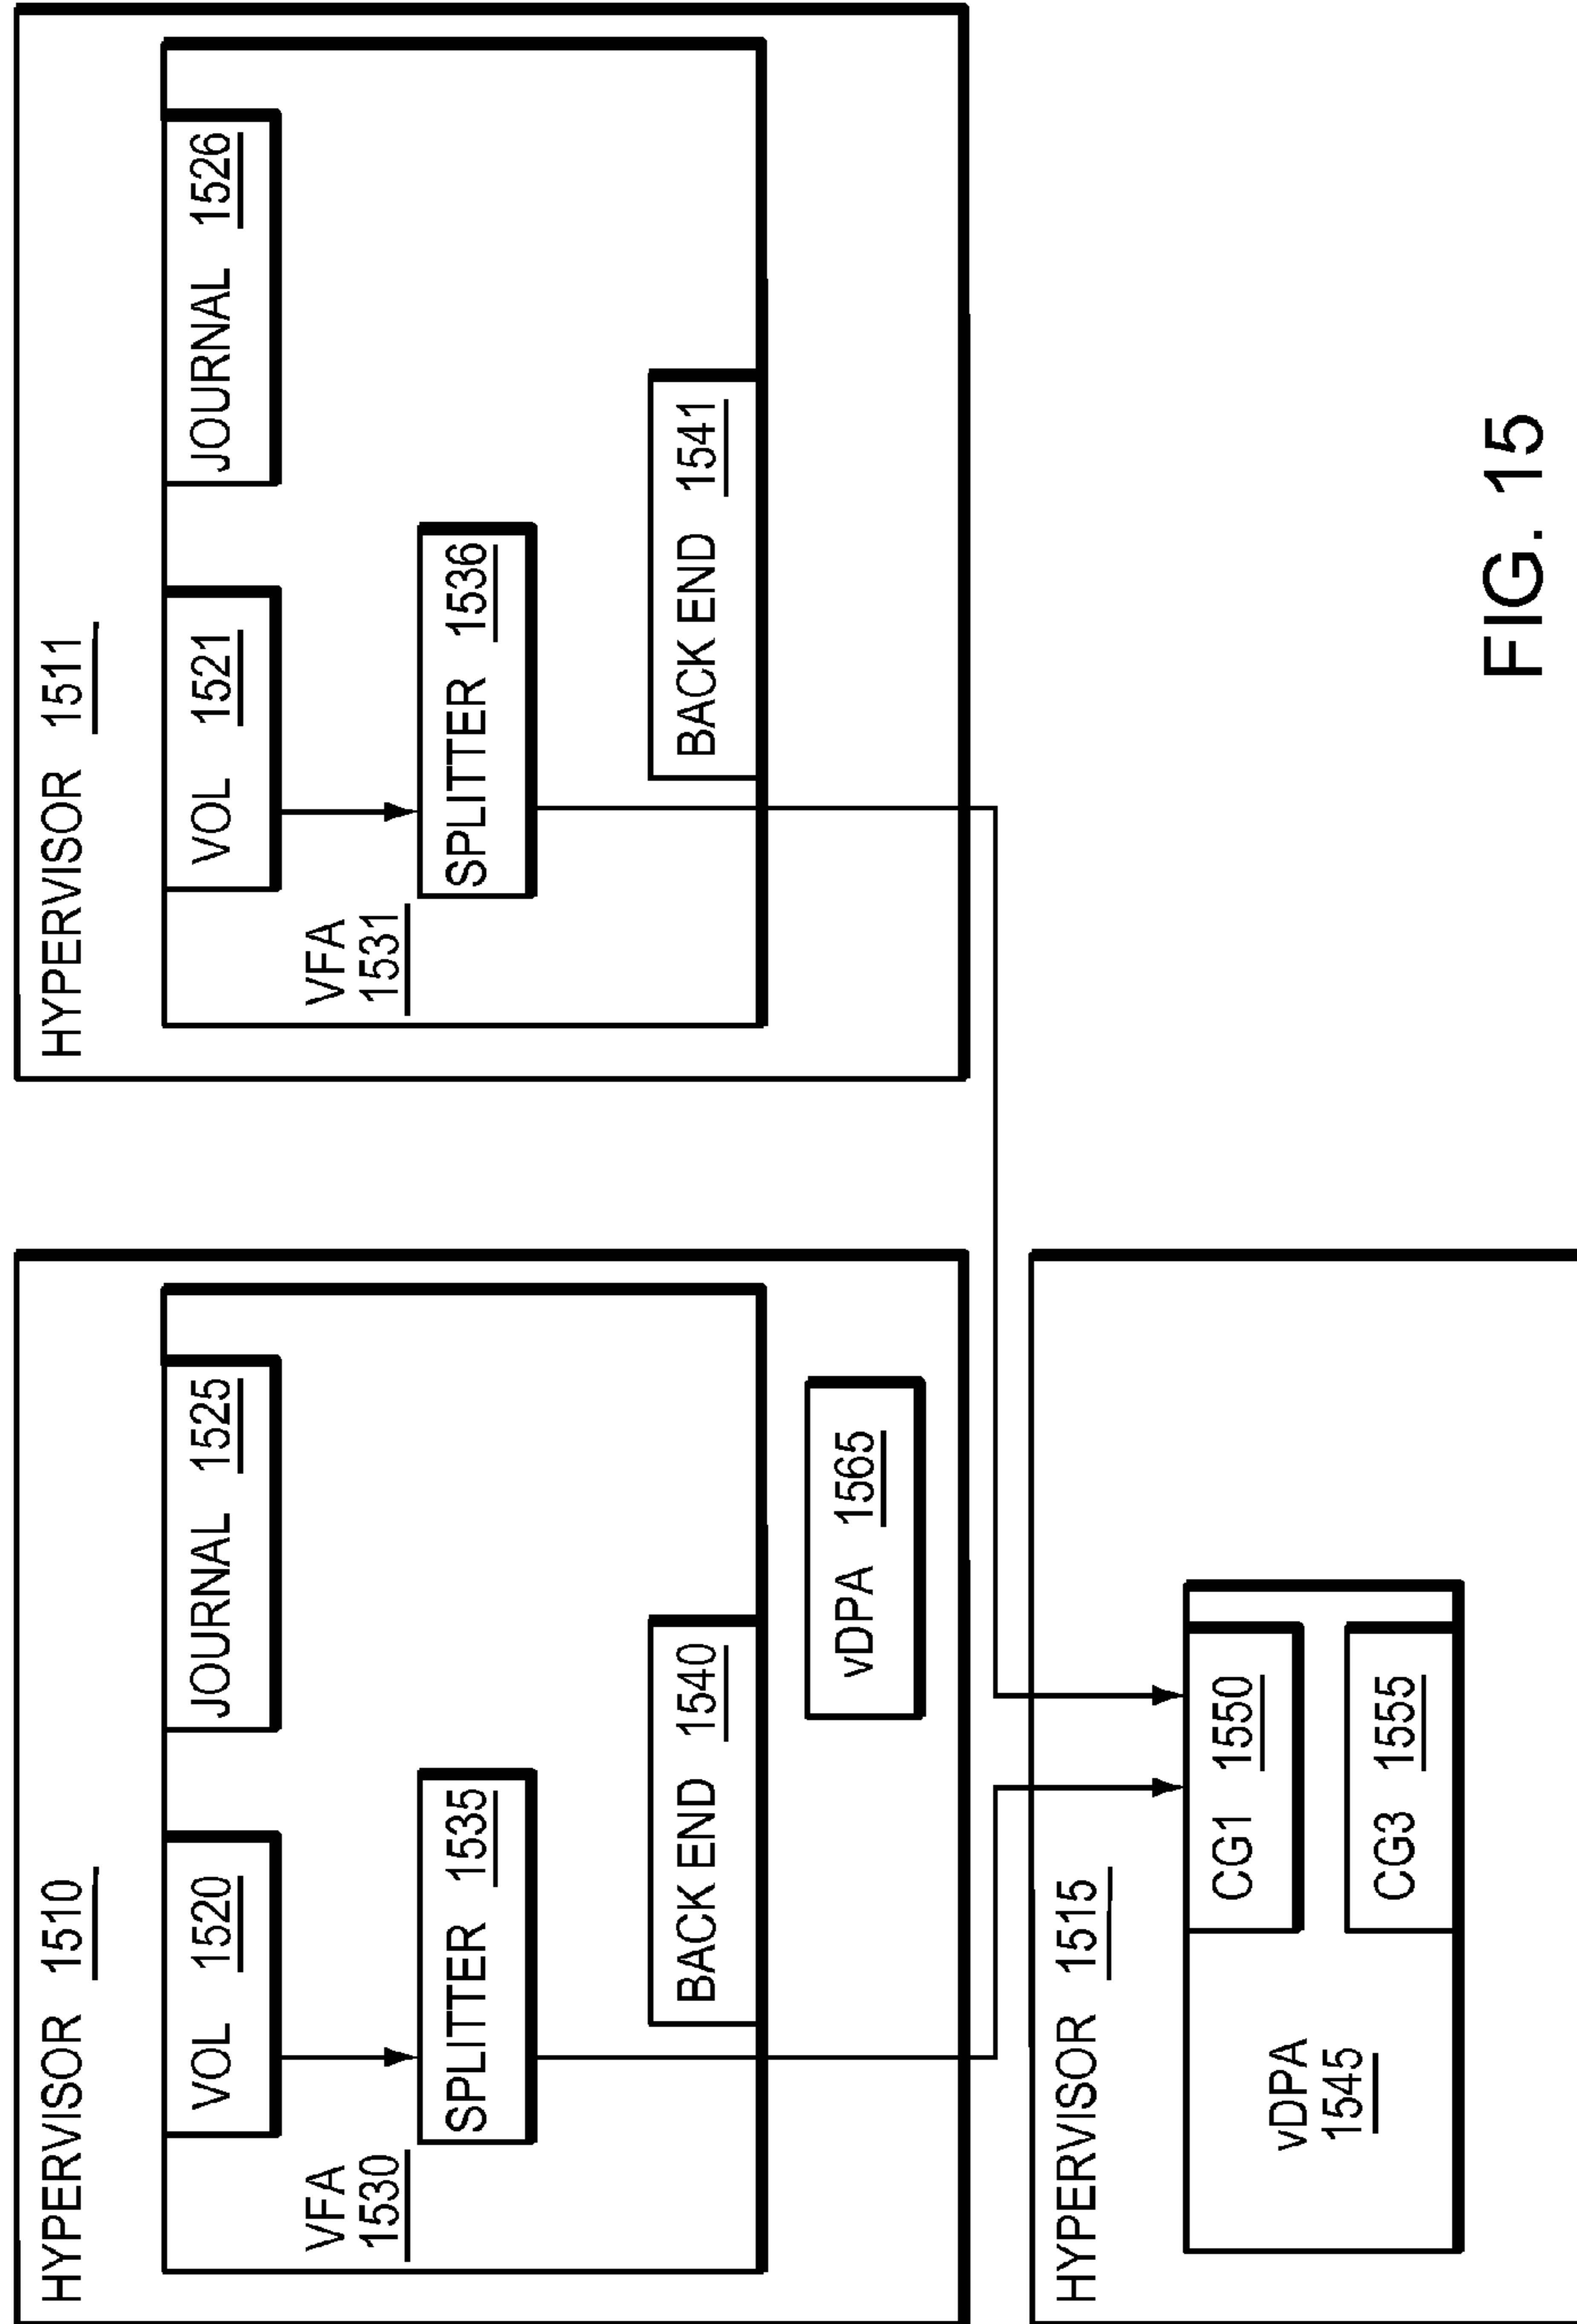 HYPERVISOR 1510
VOL 1520
JOURNAL 1525
VFA
1530
SPLITTER 1535
BACK END 1540
vDPA 1565
HYPERVISOR 1511
VOL 1521
JOURNAL 1526
VFA
1531
SPLITTER 1536
BACK END 1541
HYPERVISOR 1515
vDPA
1545
CG1 1550
CG3 1555
FIG. 15